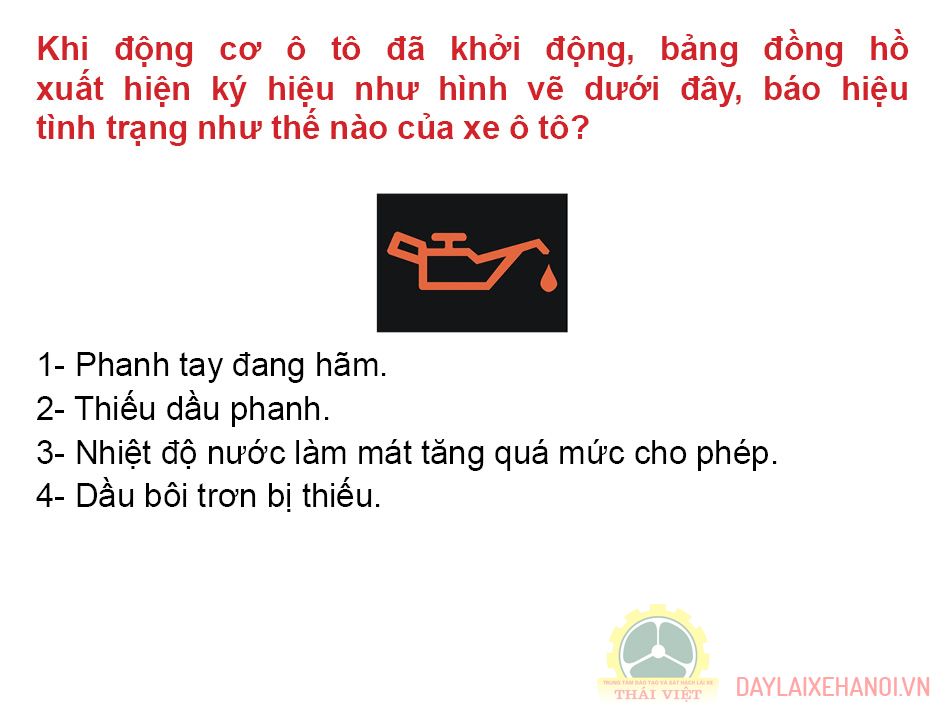 Khi động cơ ô tô đã khởi động, bảng đồng hồ
xuất hiện ký hiệu như hình vẽ dưới đây, báo hiệu
tình trạng như thế nào của xe ô tô?
1- Phanh tay đang hãm.
2- Thiếu dầu phanh.
3- Nhiệt độ nước làm mát tăng quá mức cho phép.
4- Dầu bôi trơn bị thiếu.
TRUNG TÂM ĐÀO TẠO VÀ SÁT HẠCH LÁI XE
THÁI VIỆT
DAYLAIXEHANOI.VN